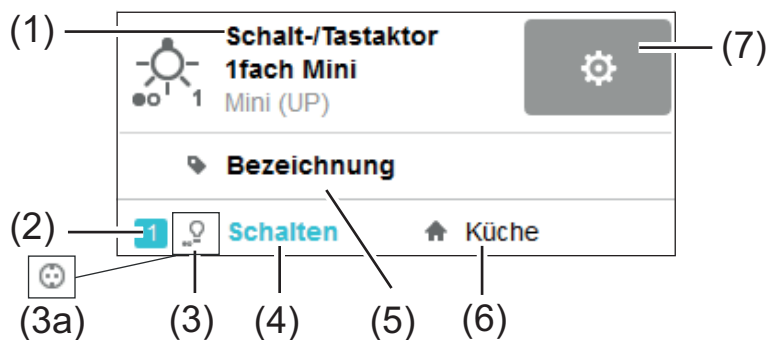 (1)
Schalt-/Tastaktor
1fach Mini
1
Mini (UP)
(7)
Bezeichnung
(2)
1
Schalten
Küche
(3a)
(3)
(4)
(5)
(6)